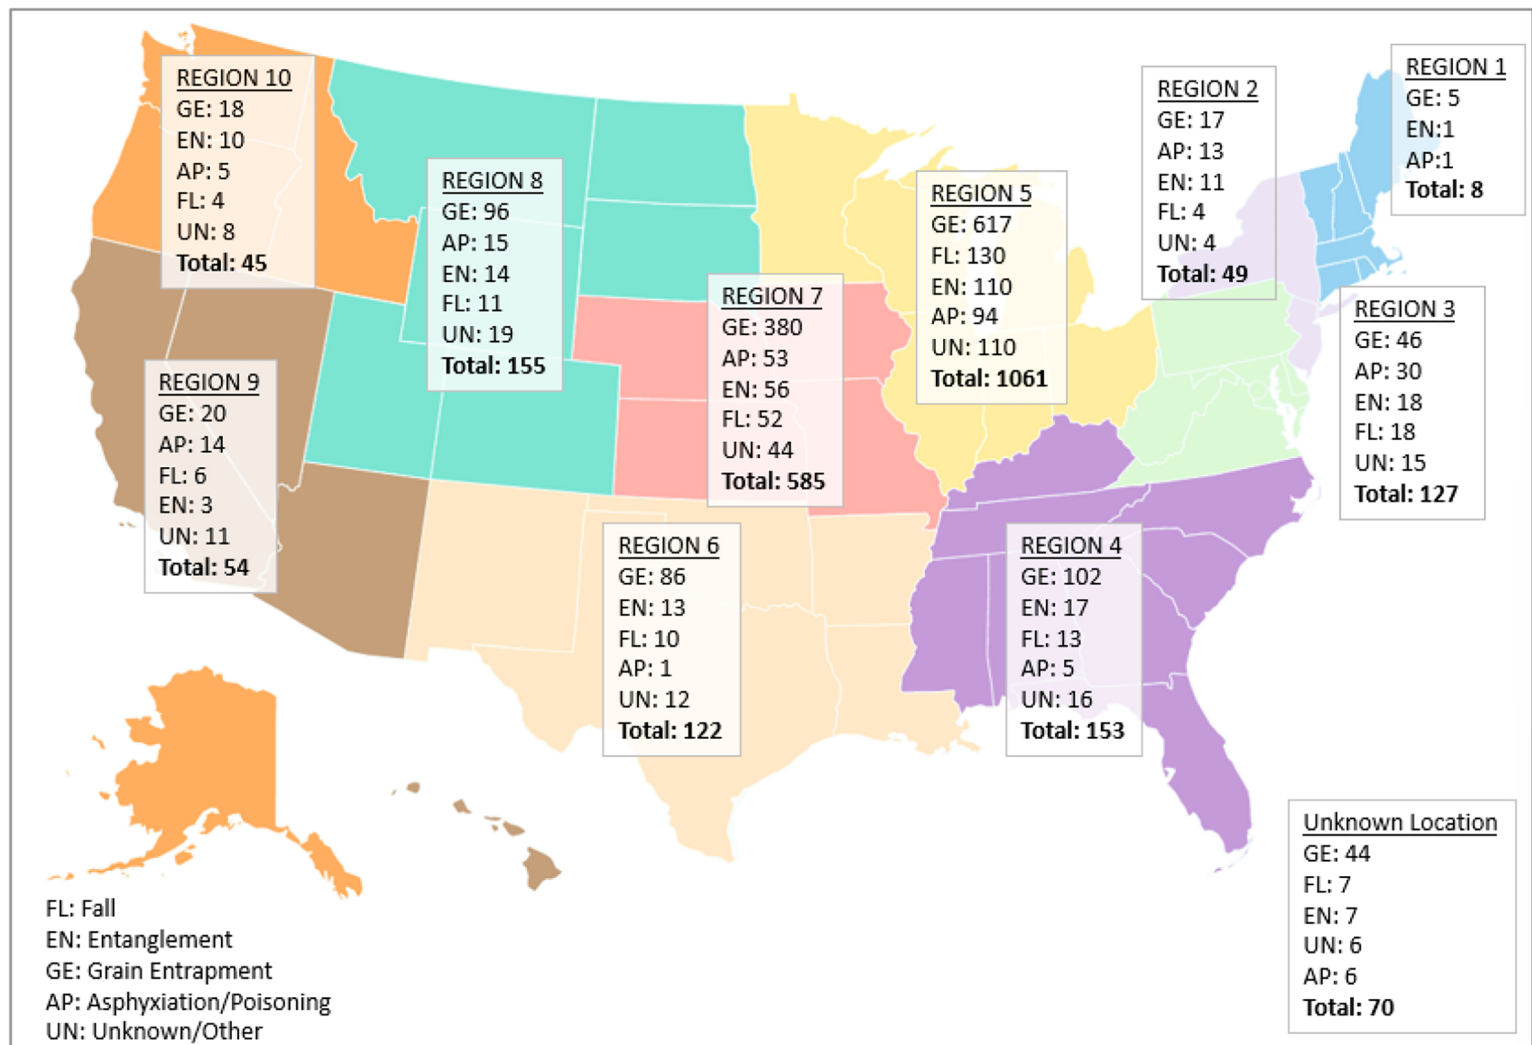 REGION 10
GE: 18
EN: 10
AP: 5
FL: 4
UN: 8
Total: 45
REGION 8
GE: 96
AP: 15
EN: 14
FL: 11
UN: 19
Total: 155
REGION 9
GE: 20
AP: 14
FL: 6
EN: 3
UN: 11
Total: 54
REGION 7
GE: 380
AP: 53
EN: 56
FL: 52
UN: 44
Total: 585
REGION 5
GE: 617
FL: 130
EN: 110
AP: 94
UN: 110
Total: 1061
REGION 2
GE: 17
AP: 13
EN: 11
FL: 4
UN: 4
Total: 49
REGION 1
GE: 5
EN:1
AP:1
Total: 8
REGION 3
GE: 46
AP: 30
EN: 18
FL: 18
UN: 15
Total: 127
REGION 6
GE: 86
EN: 13
FL: 10
AP: 1
UN: 12
Total: 122
REGION 4
GE: 102
EN: 17
FL: 13
AP: 5
UN: 16
Total: 153
Unknown Location
GE: 44
FL: 7
EN: 7
UN: 6
AP: 6
Total: 70
FL: Fall
EN: Entanglement
GE: Grain Entrapment
AP: Asphyxiation/Poisoning
UN: Unknown/Other